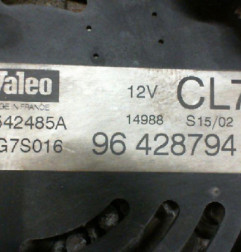 Valeo 12V CL7
MADE IN FRANCE
542485A 14988 S15/02
G7S016 96 428794